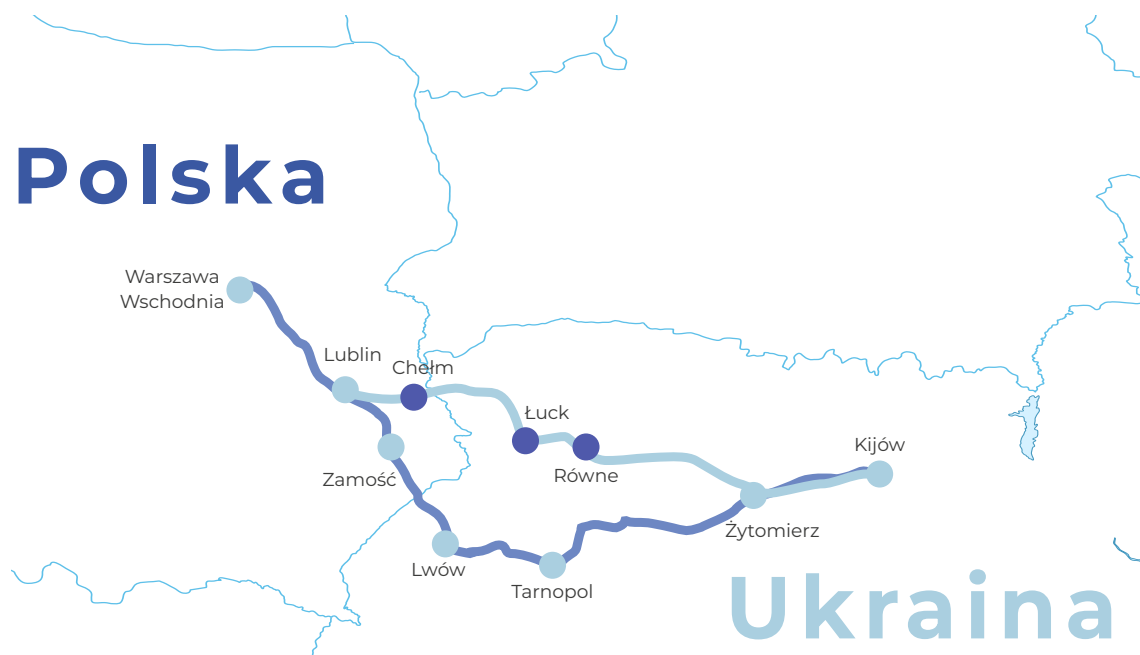 Polska
Warszawa
Wschodnia
Lublin
Chełm
Łuck
Równe
Kijów
Zamość
Żytomierz
Lwów
Tarnopol
Ukraina